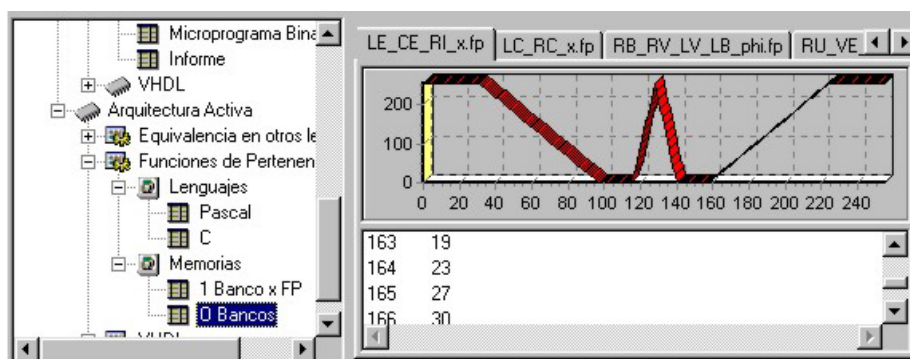 Microprograma Bina
Informe
VHDL
Arquitectura Activa
Equivalencia en otros le
Funciones de Pertenen
Lenguajes
Pascal
C
Memorias
1 Banco x FP
O Bancos
VHDL
LE_CE_RI_x.fp LC_RC_x.fp RB_RV_LV_LB_phi.fp RU_VE_
200
100
0
0 20 40 60 80 100 120 140 160 180 200 220 240
163 19
164 23
165 27
166 30